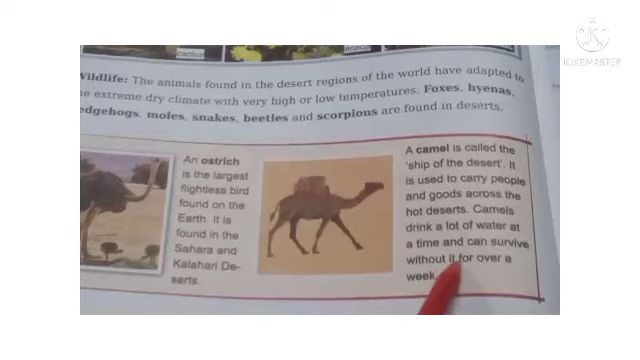 cactus
acacia
KINEMASTER
Wildlife: The animals found in the desert regions of the world have adapted to
extreme dry climate with very high or low temperatures. Foxes, hyenas,
moles, snakes, beetles and scorpions are found in deserts.
An ostrich
is the largest
flightless bird
found on the
Earth. It is
found in the
Sahara and
Kalahari De-
serts.
A camel is called the
'ship of the desert'. It
is used to carry people
and goods across the
hot deserts. Camels
drink a lot of water at
a time and can survive
without it for over a
week.